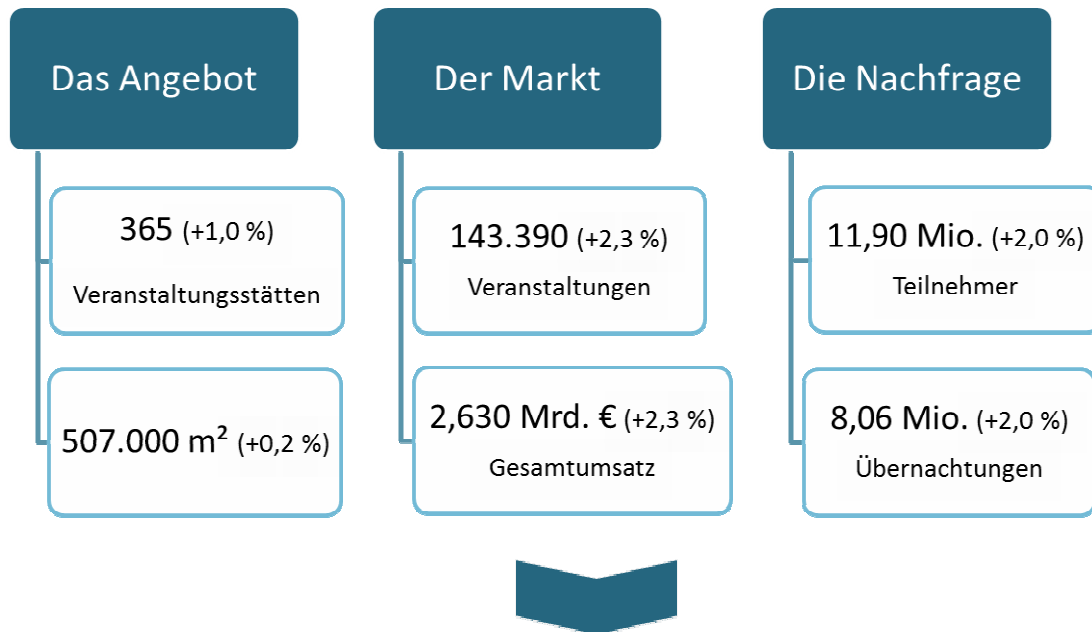 Das Angebot
365 (+1,0 %)
Veranstaltungsstätten
507.000 m² (+0,2 %)
Der Markt
143.390 (+2,3 %)
Veranstaltungen
2,630 Mrd. € (+2,3 %)
Gesamtumsatz
Die Nachfrage
11,90 Mio. (+2,0 %)
Teilnehmer
8,06 Mio. (+2,0 %)
Übernachtungen